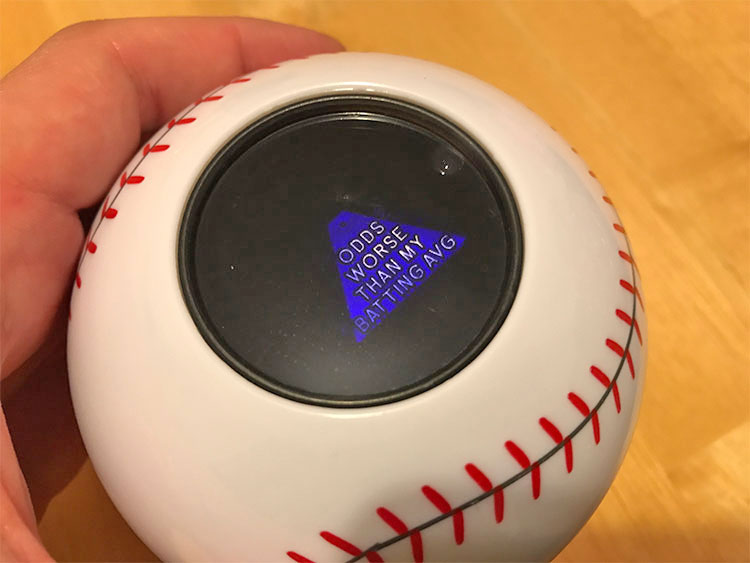 ODDS
WORSE
THAN MY
BATTING AVG